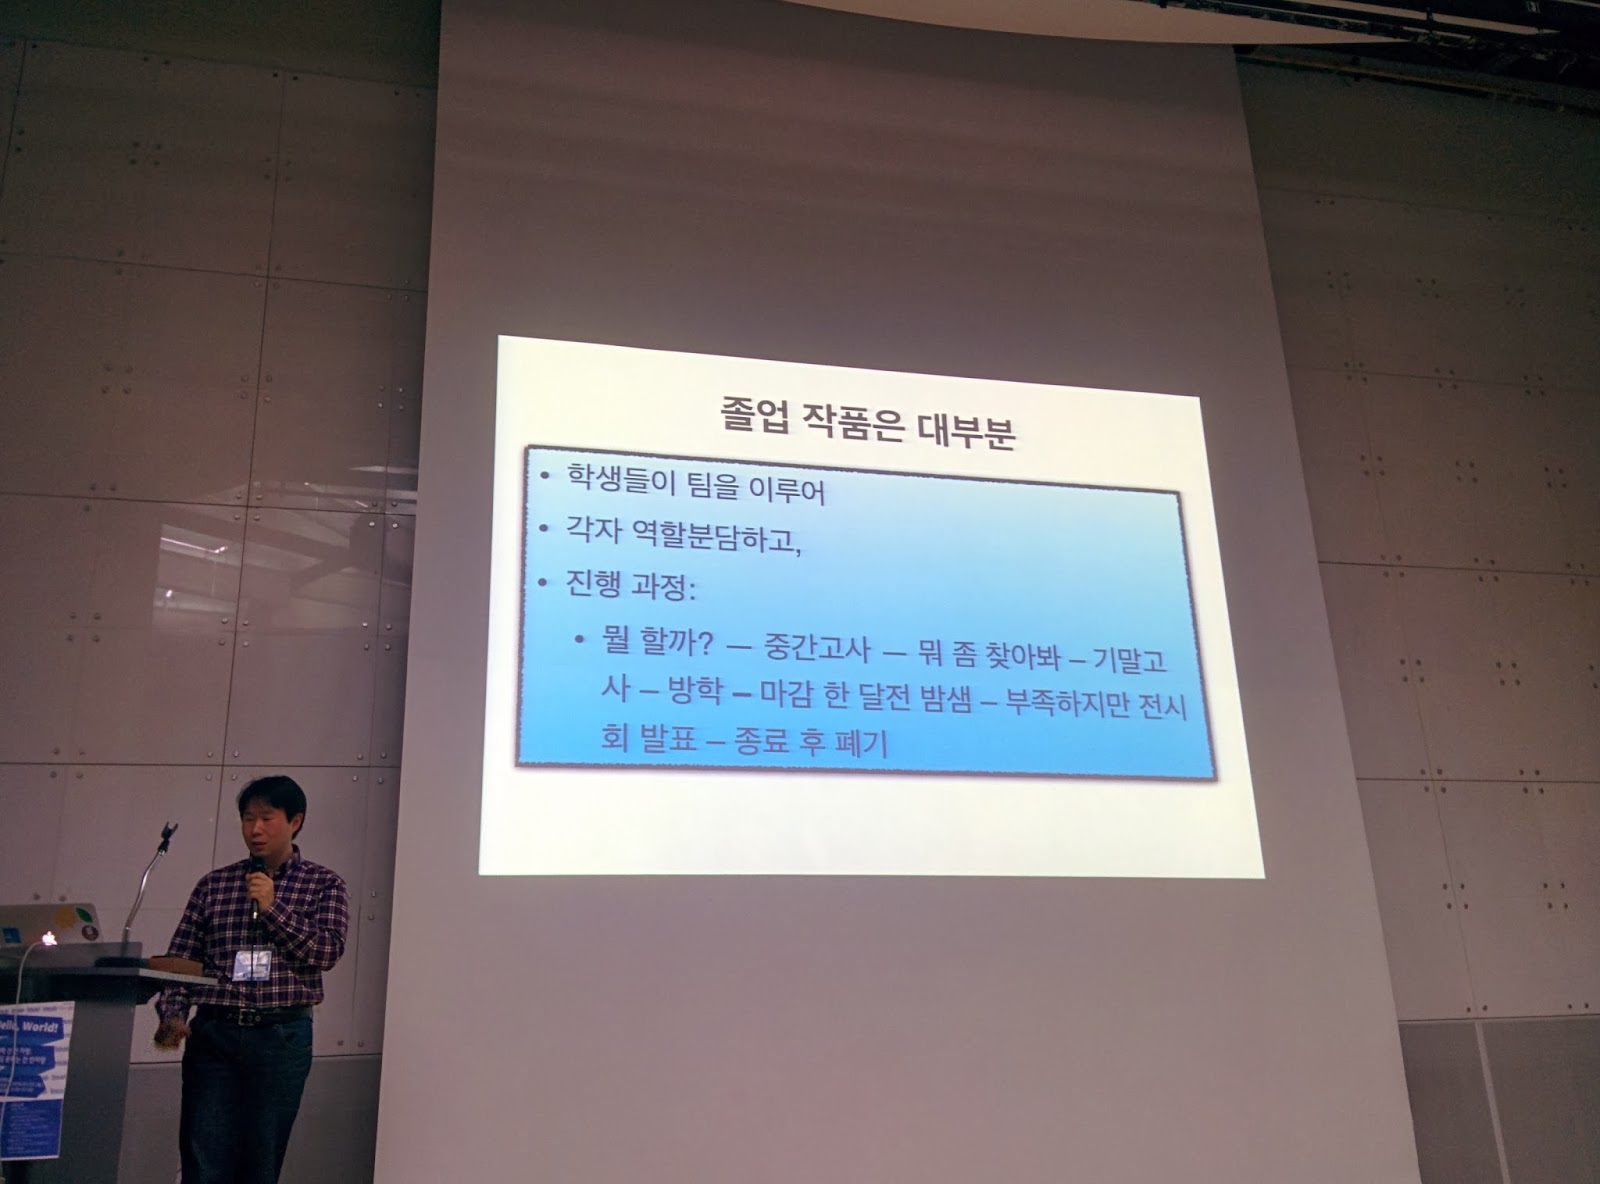 졸업 작품은 대부분
• 학생들이 팀을 이루어
• 각자 역할분담하고,
• 진행 과정:
• 뭘 할까? — 중간고사 — 뭐 좀 찾아봐 – 기말고
사 – 방학 – 마감 한 달전 밤샘 – 부족하지만 전시
회 발표 – 종료 후 폐기
Hello, World!